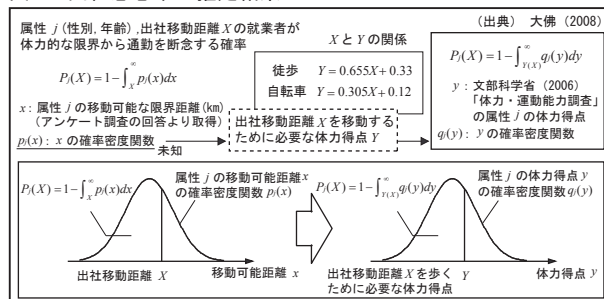 (出典) 大佛(2008)
属性 j (性別, 年齢) ,出社移動距離 X の就業者が
体力的な限界から通勤を断念する確率
P_j(X) = 1−∫_X^∞ p_j(x)dx
x : 属性 j の移動可能な限界距離(km)
(アンケート調査の回答より取得)
p_j(x) : x の確率密度関数
未知
X と Y の関係
徒歩 Y=0.655X+0.33
自転車 Y=0.305X+0.12
出社移動距離 X を移動する
ために必要な体力得点 Y
P_j(X) = 1−∫_{Y(X)}^∞ q_j(y)dy
y : 文部科学省(2006)
「体力・運動能力調査」
の属性 j の体力得点
q_j(y) : y の確率密度関数
P_j(X) = 1−∫_X^∞ p_j(x)dx
属性 j の移動可能距離x
の確率密度関数 p_j(x)
出社移動距離 X
移動可能距離 x
P_j(X) = 1−∫_{Y(X)}^∞ q_j(y)dy
属性 j の体力得点 y
の確率密度関数 q_j(y)
出社移動距離 X を歩く
ために必要な体力得点
Y
体力得点 y